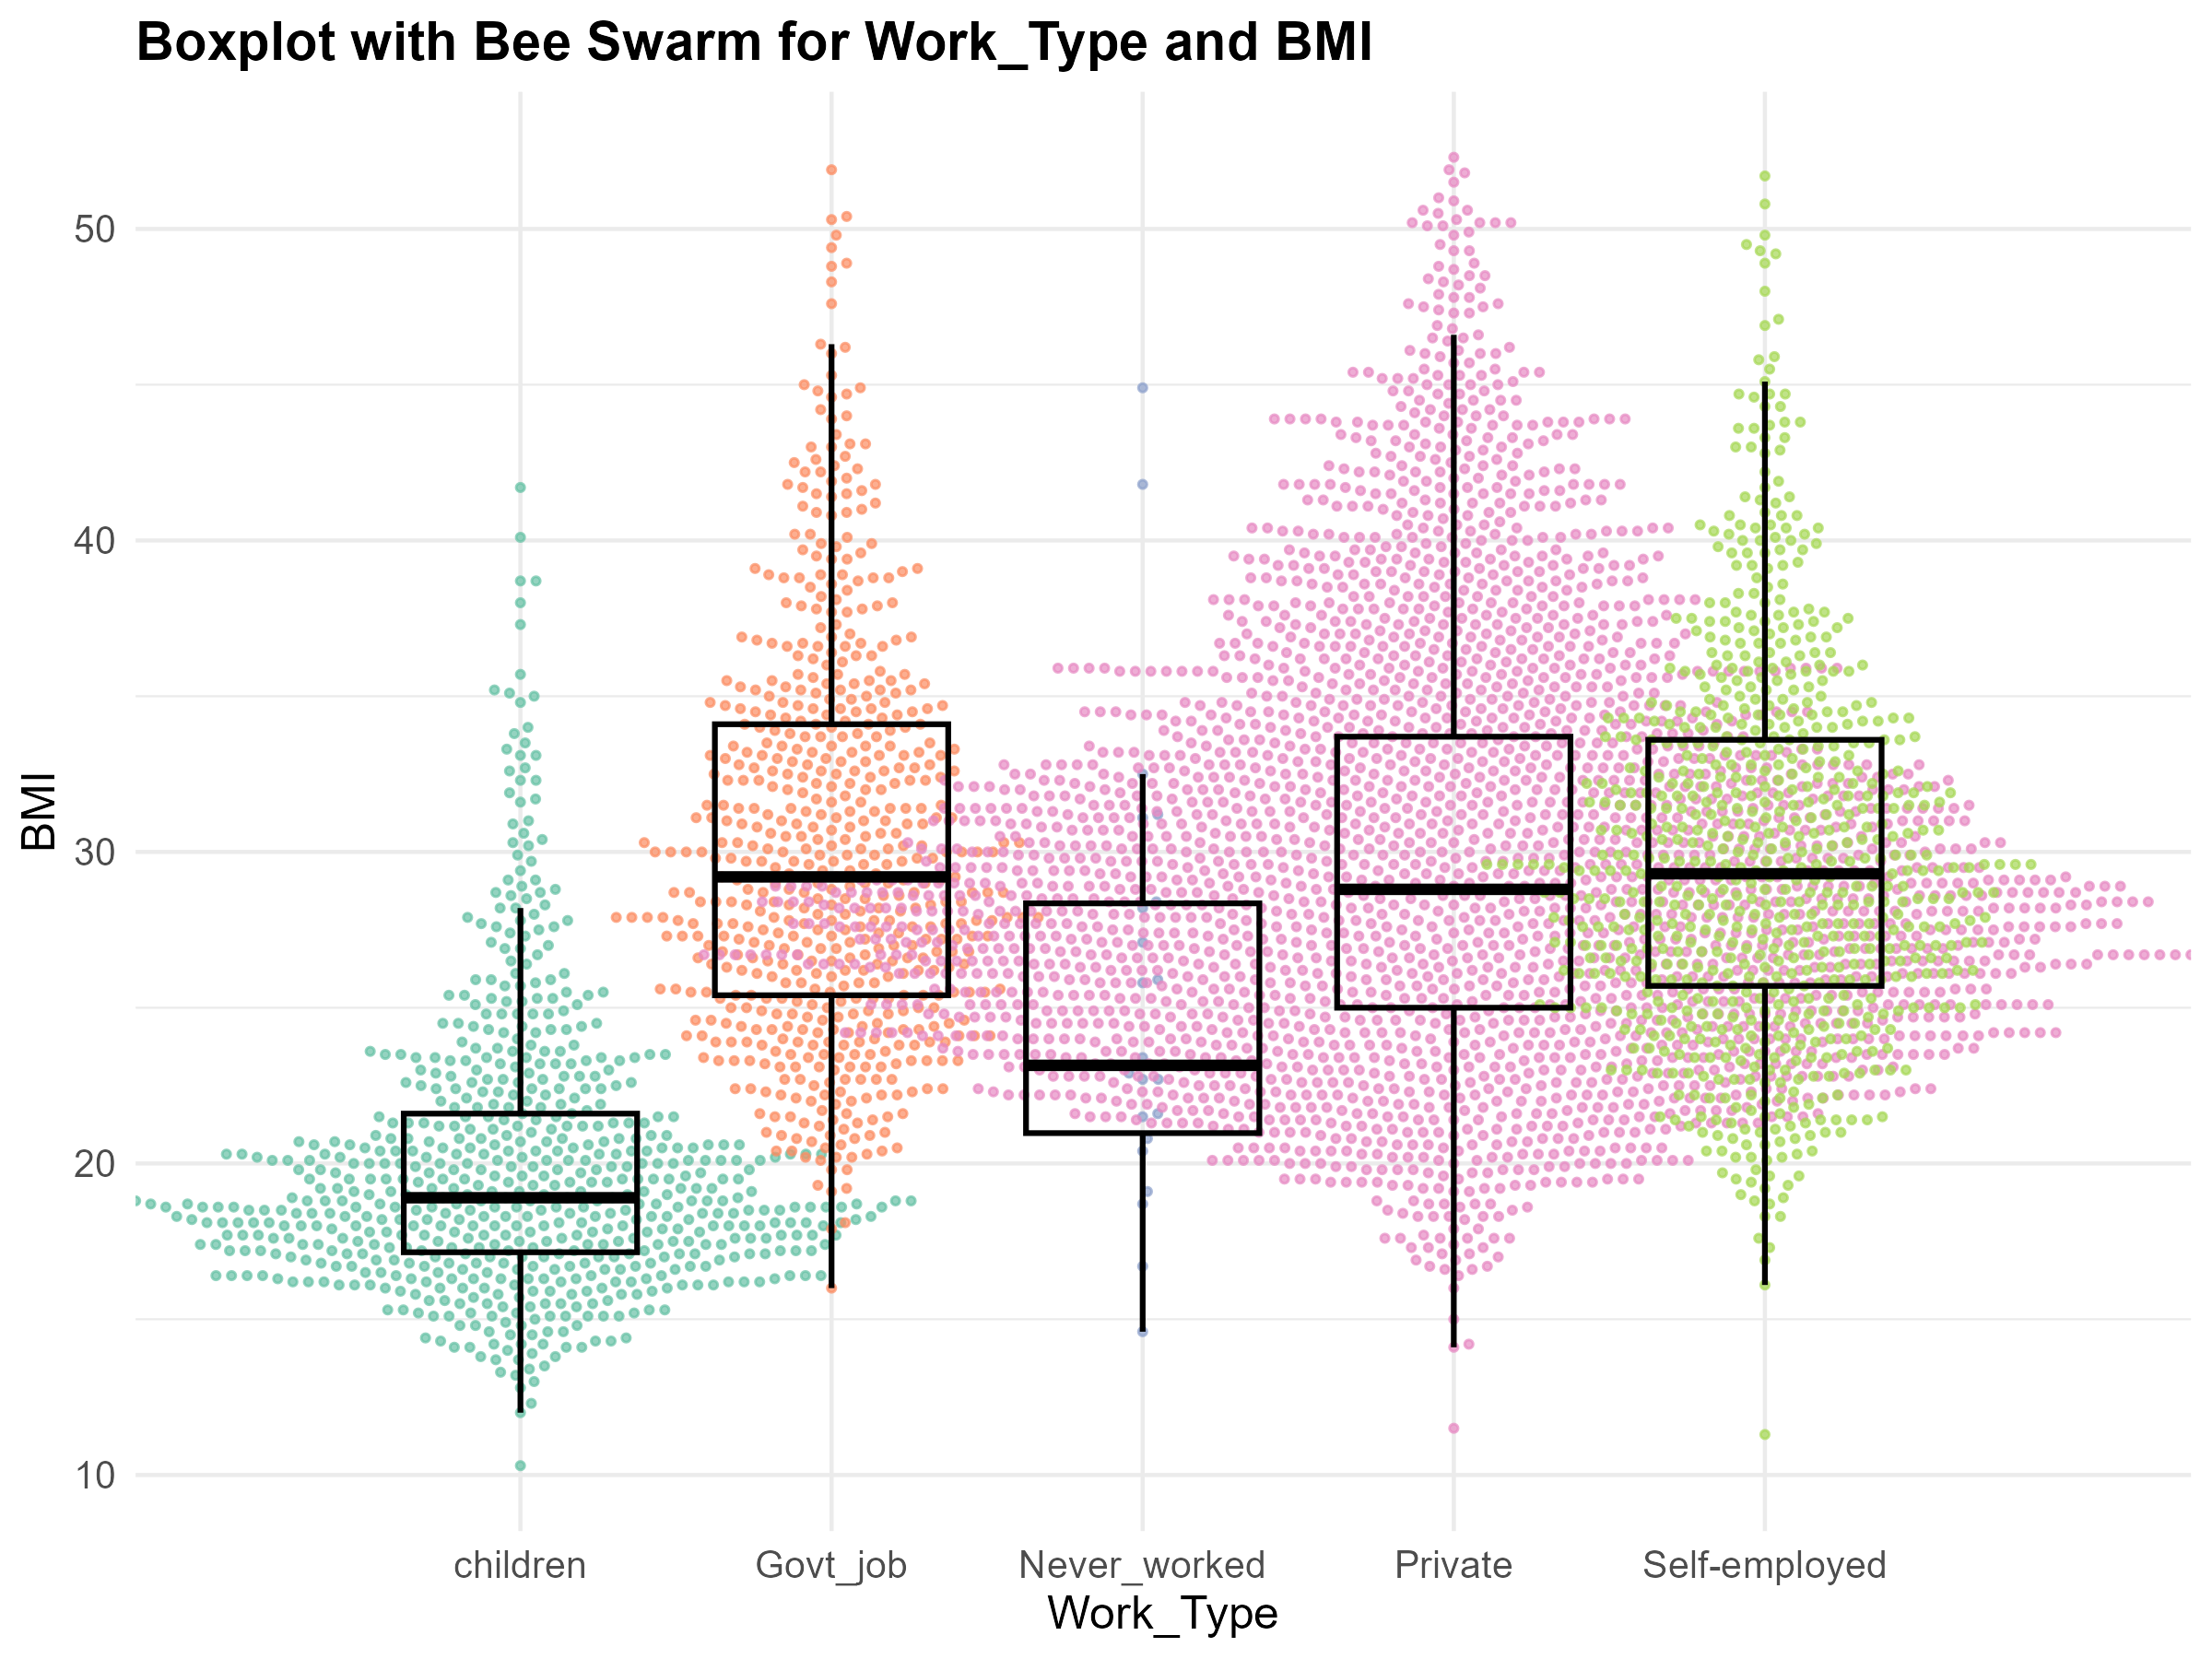 Boxplot with Bee Swarm for Work_Type and BMI
BMI
50
40
30
20
10
children Govt_job Never_worked Private Self-employed
Work_Type